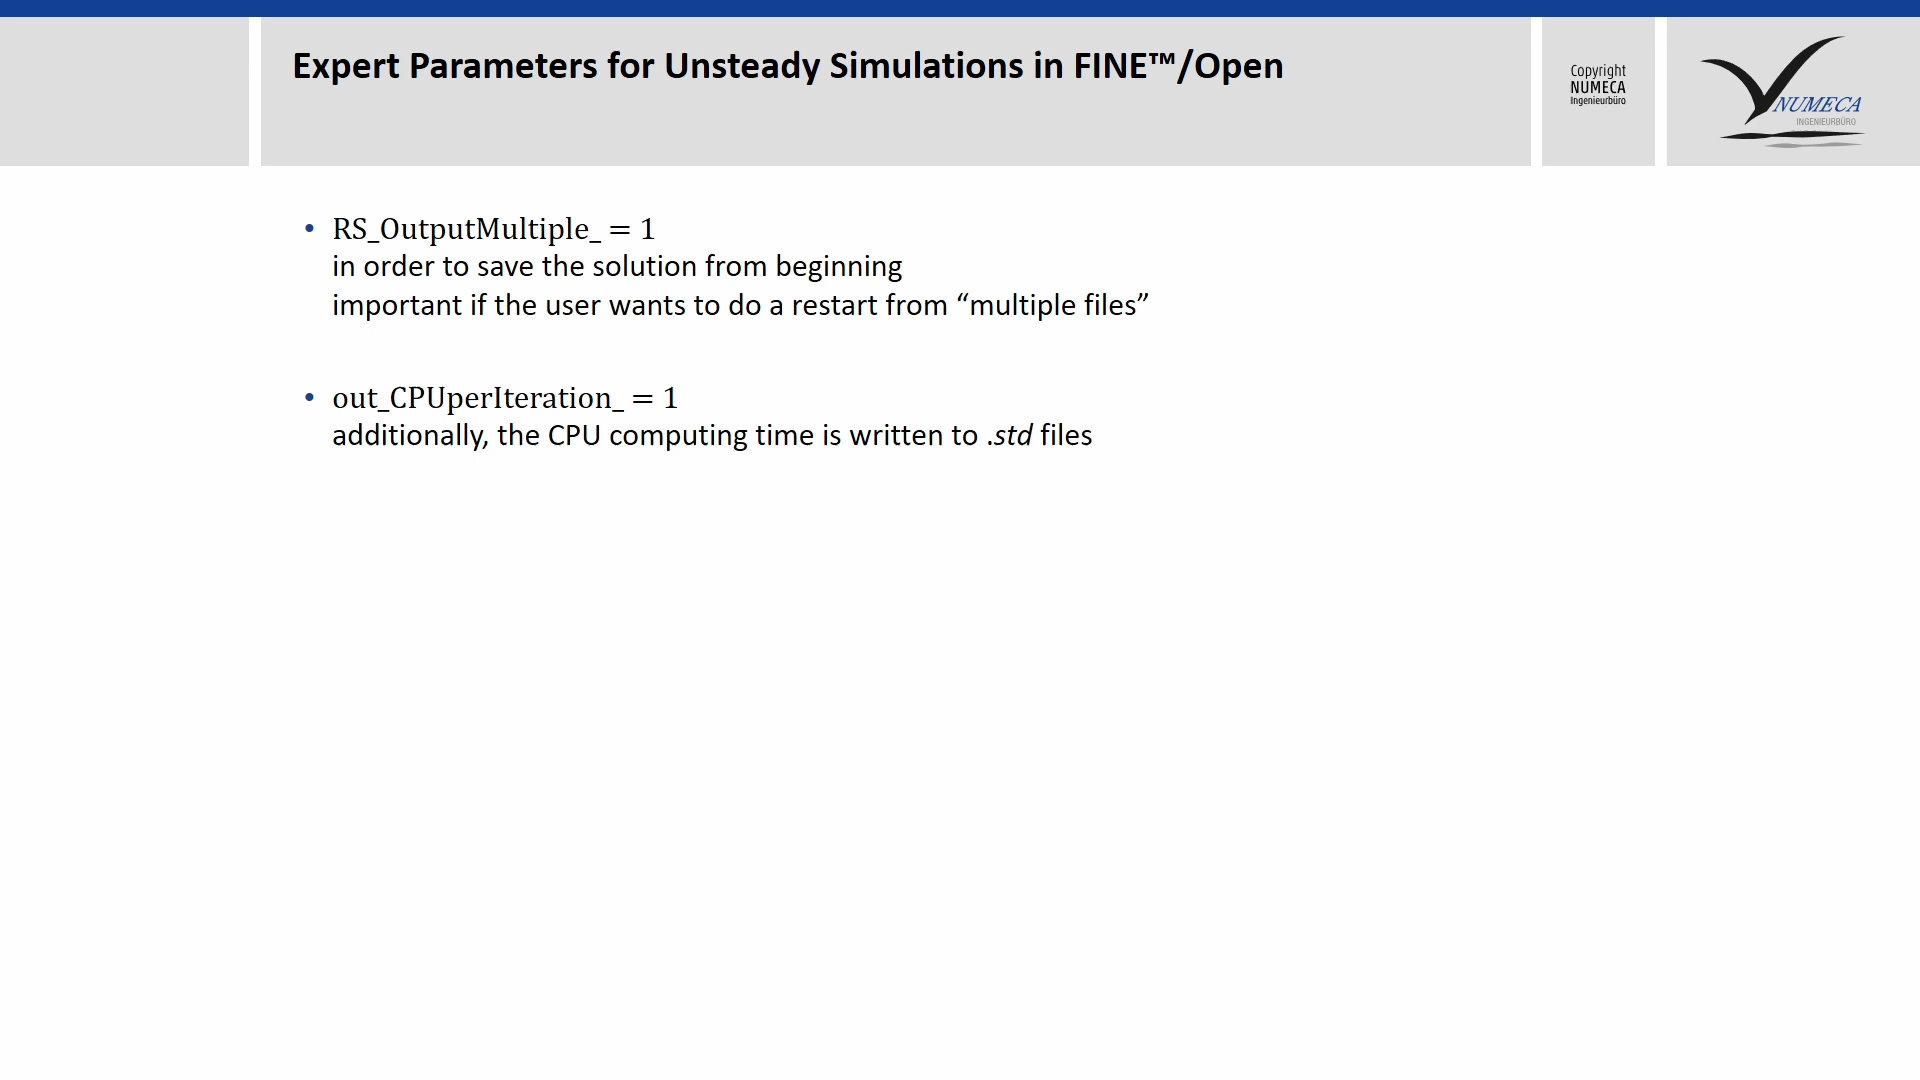 Expert Parameters for Unsteady Simulations in FINE™/Open
Copyright
NUMECA
Ingenieurbüro
NUMECA
INGENIEURBÜRO
• RS_OutputMultiple_ = 1
in order to save the solution from beginning
important if the user wants to do a restart from “multiple files”
• out_CPUperIteration_ = 1
additionally, the CPU computing time is written to .std files